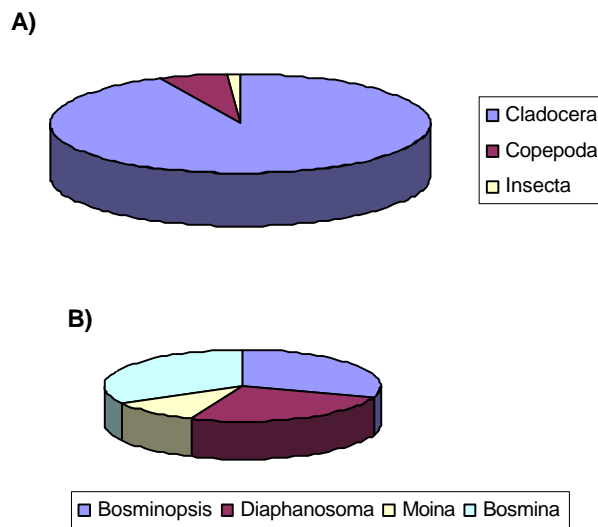 A)
Cladocera
Copepoda
Insecta
B)
Bosminopsis Diaphanosoma Moina Bosmina